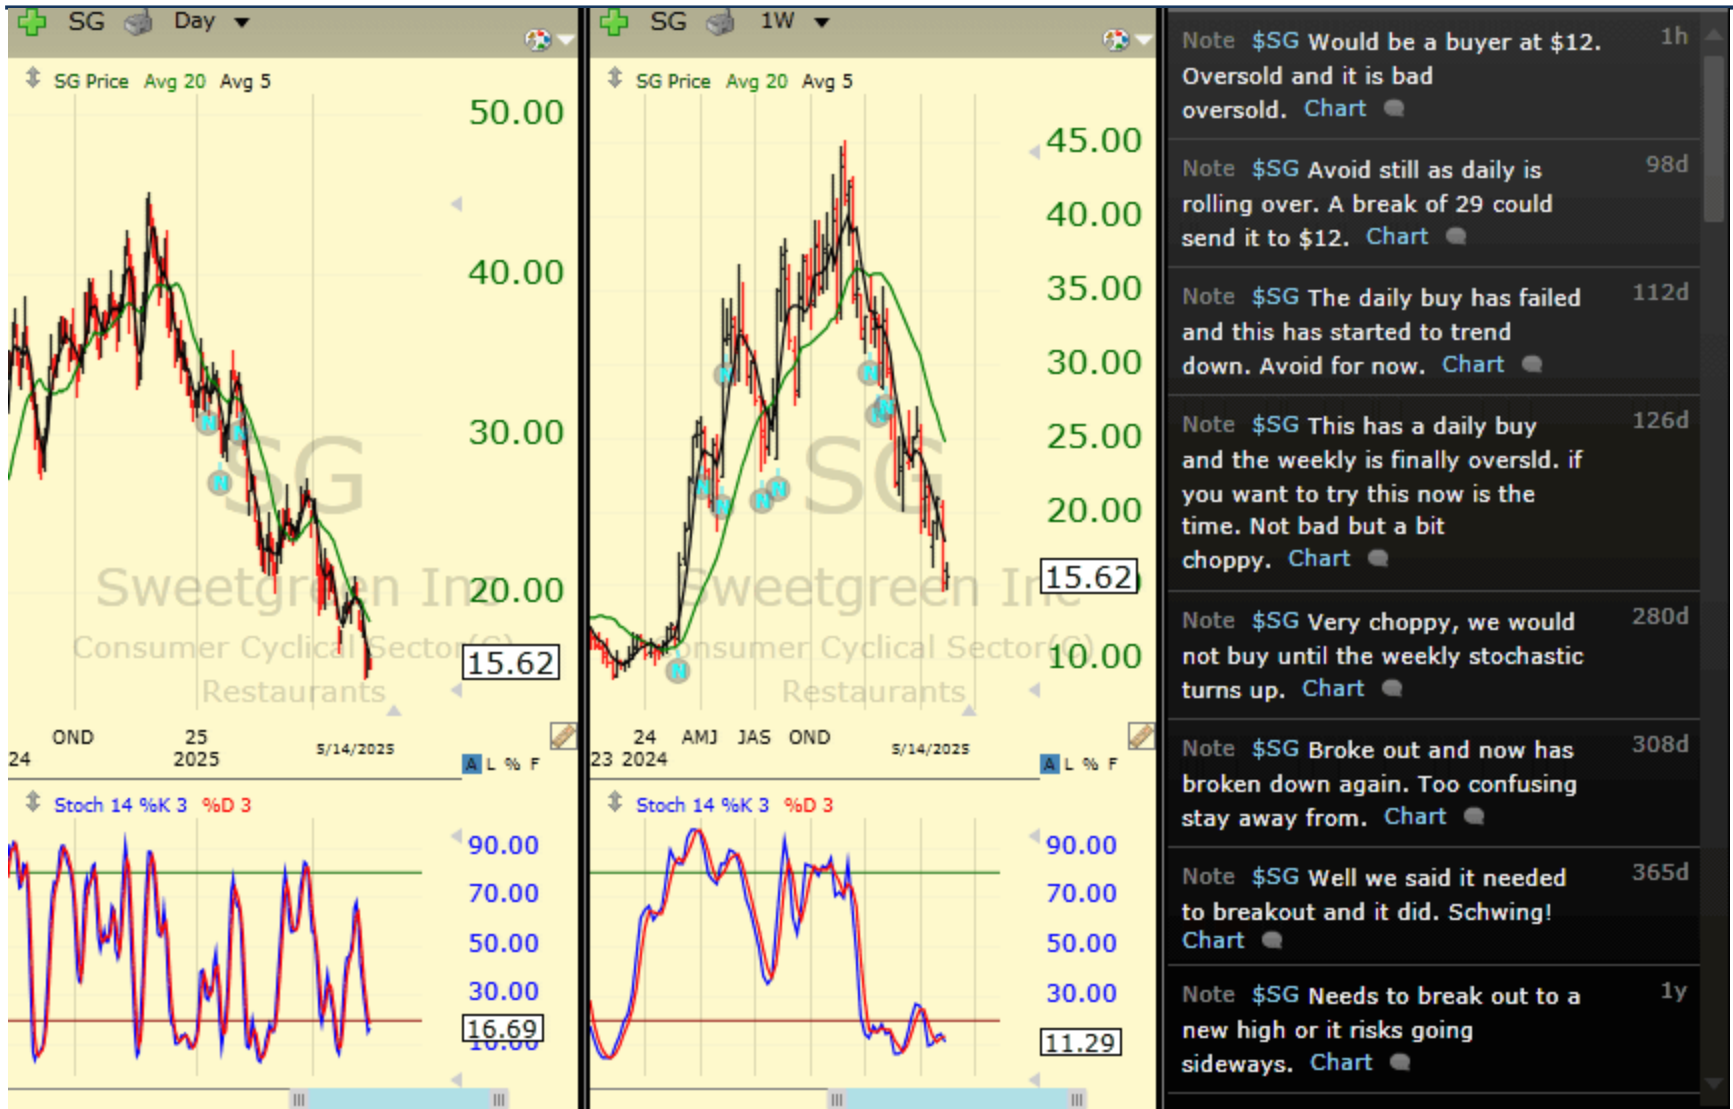 SG Day
SG Price Avg 20 Avg 5
50.00
40.00
30.00
20.00
15.62
SG
Sweetgreen Inc
Consumer Cyclical Sector(C)
Restaurants
N
N
N
OND 25
24 2025 5/14/2025
A L % F
Stoch 14 %K 3 %D 3
90.00
70.00
50.00
30.00
16.69
10.00
SG 1W
SG Price Avg 20 Avg 5
45.00
40.00
35.00
30.00
25.00
20.00
15.62
10.00
SG
Sweetgreen Inc
Consumer Cyclical Sector(C)
Restaurants
N
N
N
N
N
N
N
N
N
24 AMJ JAS OND
23 2024 5/14/2025
A L % F
Stoch 14 %K 3 %D 3
90.00
70.00
50.00
30.00
11.29
Note $SG Would be a buyer at $12. 1h
Oversold and it is bad
oversold. Chart
Note $SG Avoid still as daily is 98d
rolling over. A break of 29 could
send it to $12. Chart
Note $SG The daily buy has failed 112d
and this has started to trend
down. Avoid for now. Chart
Note $SG This has a daily buy 126d
and the weekly is finally oversld. if
you want to try this now is the
time. Not bad but a bit
choppy. Chart
Note $SG Very choppy, we would 280d
not buy until the weekly stochastic
turns up. Chart
Note $SG Broke out and now has 308d
broken down again. Too confusing
stay away from. Chart
Note $SG Well we said it needed 365d
to breakout and it did. Schwing!
Chart
Note $SG Needs to break out to a 1y
new high or it risks going
sideways. Chart